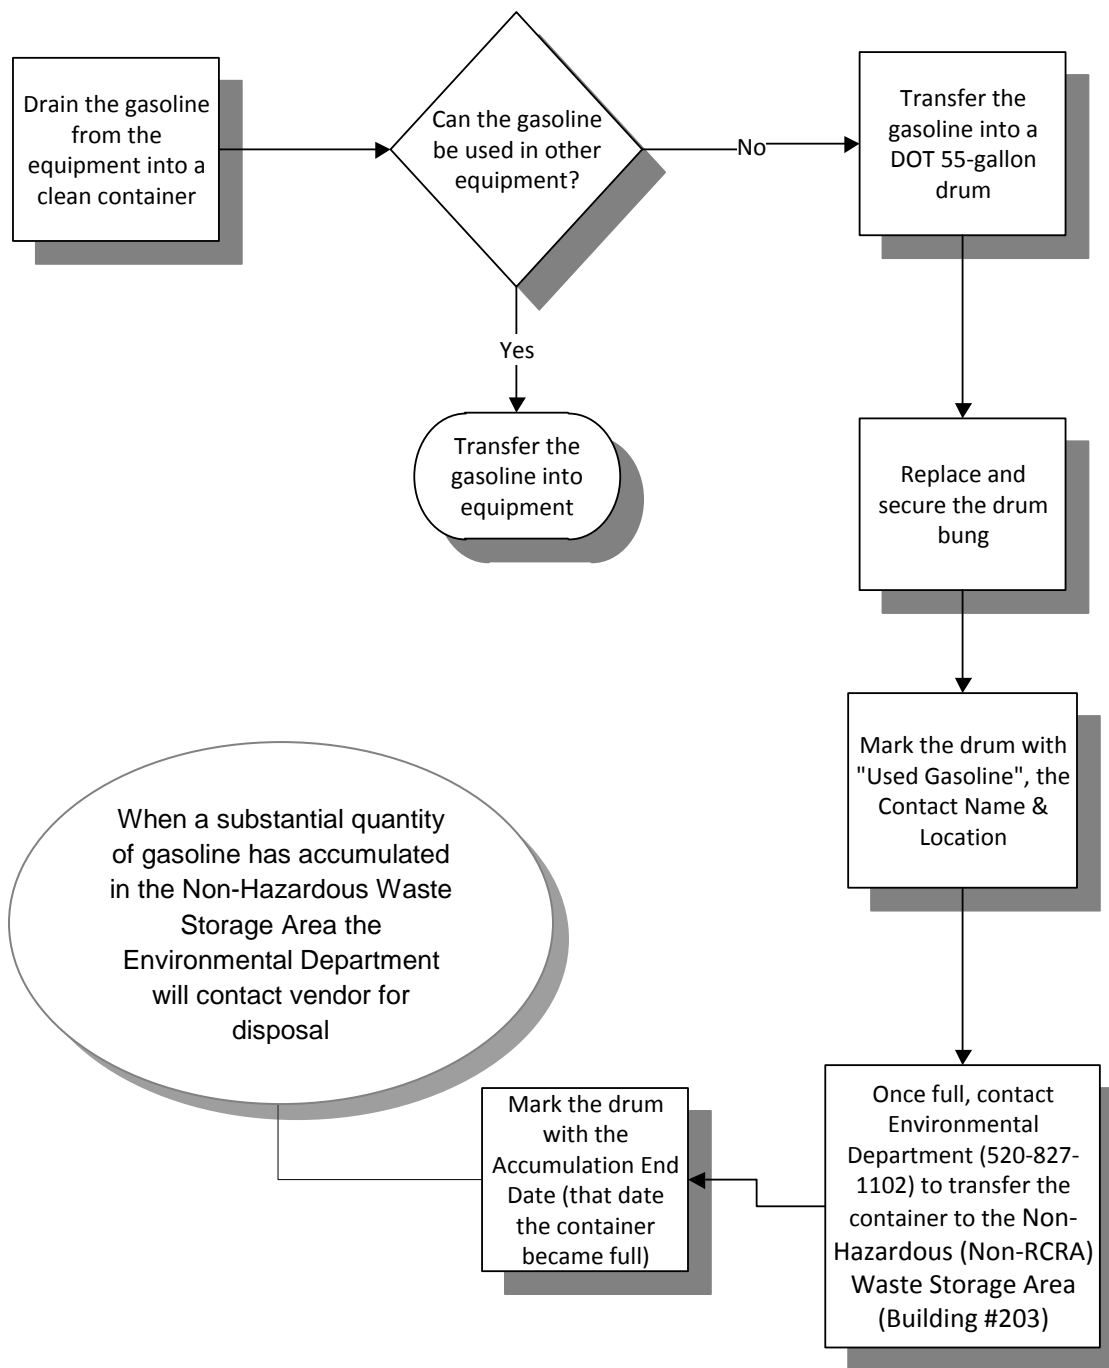 Drain the gasoline
from the
equipment into a
clean container
Can the gasoline
be used in other
equipment?
No
Transfer the
gasoline into a
DOT 55-gallon
drum
Yes
Transfer the
gasoline into
equipment
Replace and
secure the drum
bung
Mark the drum with
"Used Gasoline", the
Contact Name &
Location
Once full, contact
Environmental
Department (520-827-
1102) to transfer the
container to the Non-
Hazardous (Non-RCRA)
Waste Storage Area
(Building #203)
Mark the drum
with the
Accumulation End
Date (that date
the container
became full)
When a substantial quantity
of gasoline has accumulated
in the Non-Hazardous Waste
Storage Area the
Environmental Department
will contact vendor for
disposal